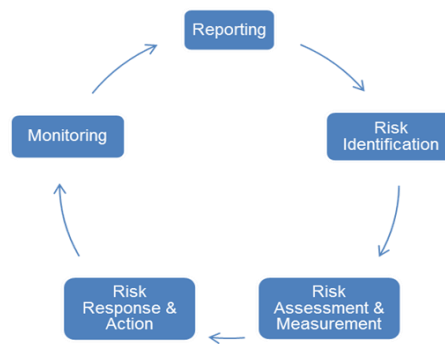 Reporting
Risk
Identification
Risk
Assessment &
Measurement
Risk
Response &
Action
Monitoring